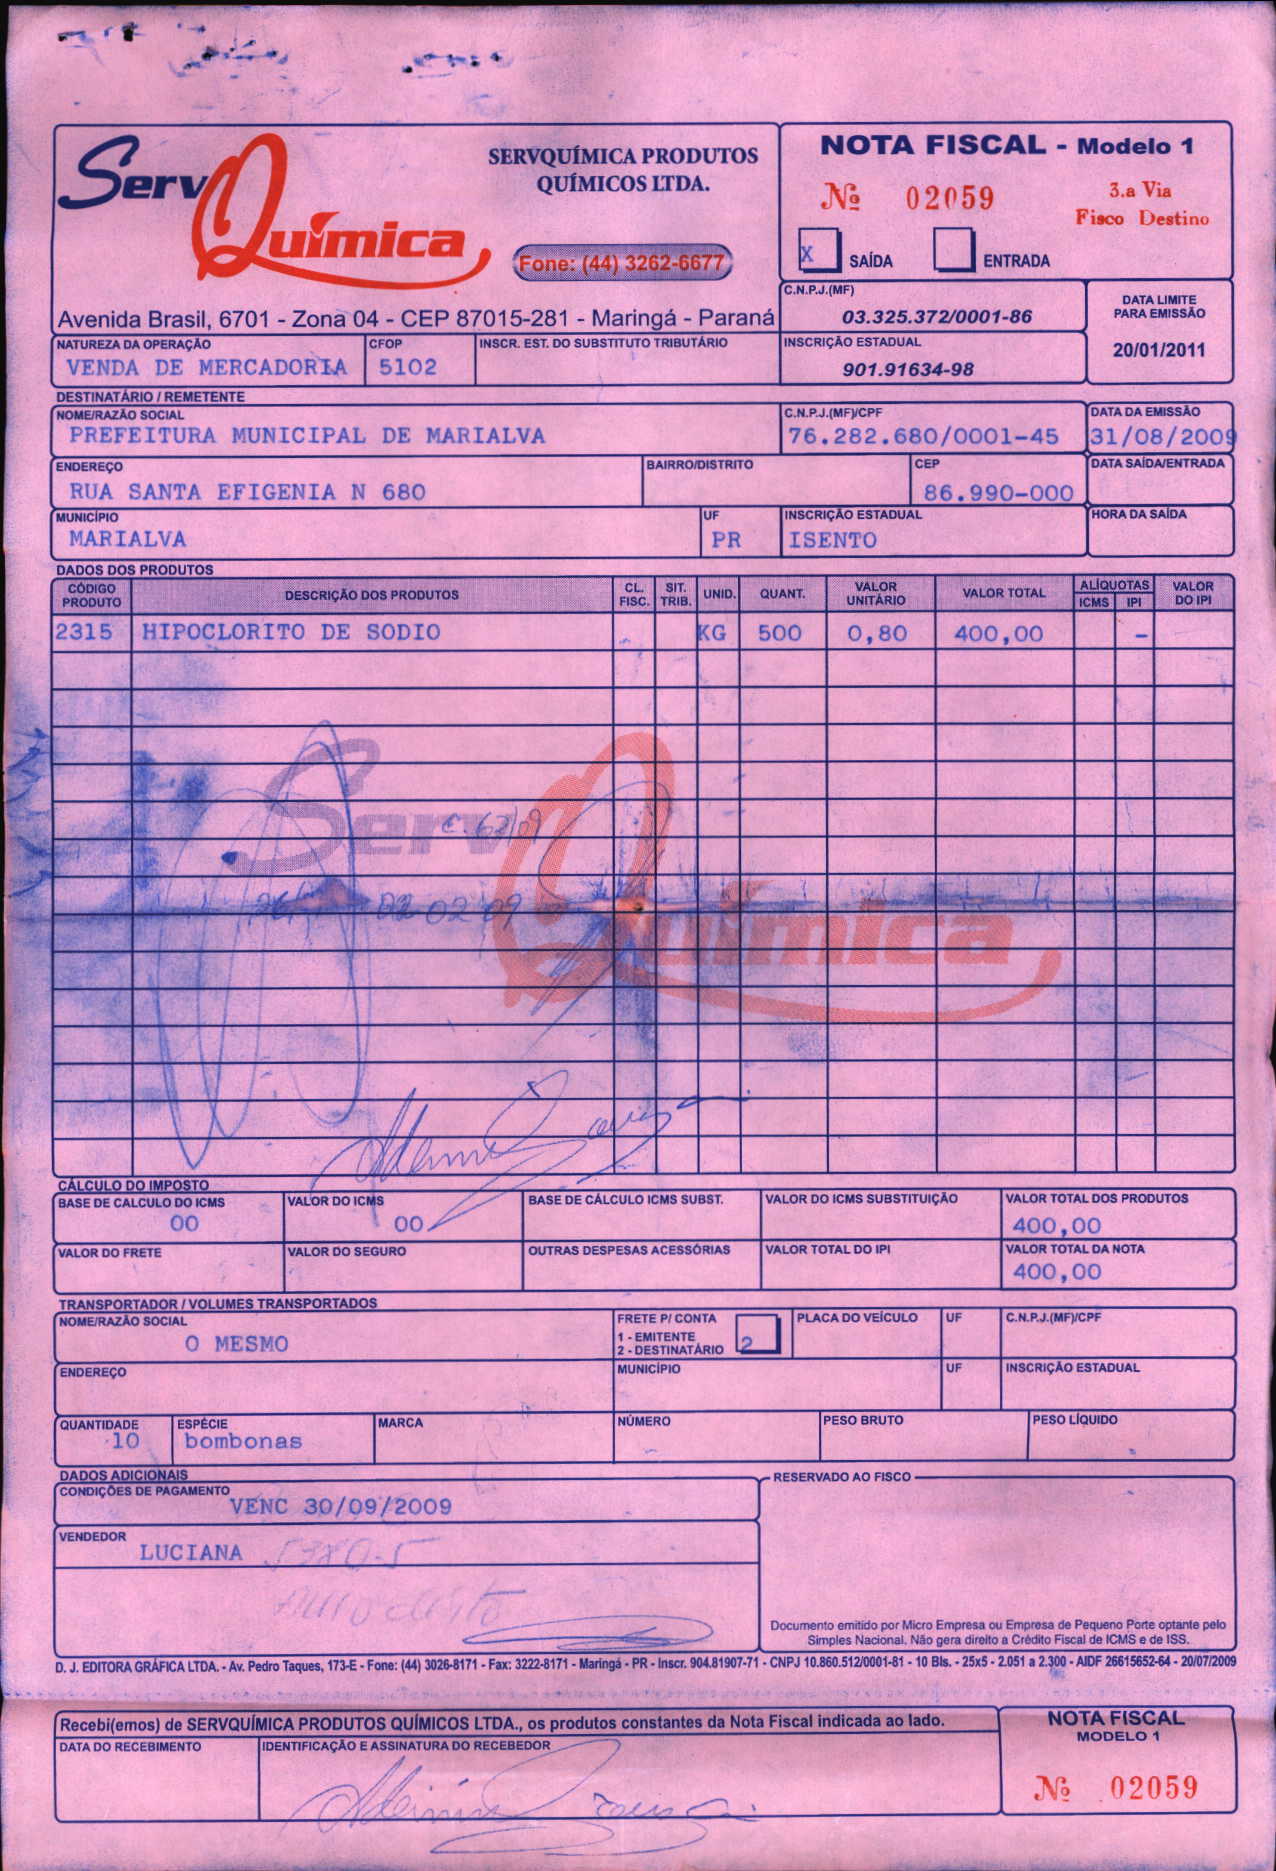 Serv Química
SERVQUÍMICA PRODUTOS
QUÍMICOS LTDA.
Fone: (44) 3262-6677
Avenida Brasil, 6701 - Zona 04 - CEP 87015-281 - Maringá - Paraná
NOTA FISCAL - Modelo 1
Nº 02059
3.a Via
Fisco Destino
X SAÍDA ENTRADA
C.N.P.J.(MF)
03.325.372/0001-86
DATA LIMITE
PARA EMISSÃO
20/01/2011
NATUREZA DA OPERAÇÃO CFOP INSCR. EST. DO SUBSTITUTO TRIBUTÁRIO INSCRIÇÃO ESTADUAL
VENDA DE MERCADORIA 5102 901.91634-98
DESTINATÁRIO / REMETENTE
NOME/RAZÃO SOCIAL C.N.P.J.(MF)/CPF DATA DA EMISSÃO
PREFEITURA MUNICIPAL DE MARIALVA 76.282.680/0001-45 31/08/2009
ENDEREÇO BAIRRO/DISTRITO CEP DATA SAÍDA/ENTRADA
RUA SANTA EFIGENIA N 680 86.990-000
MUNICÍPIO UF INSCRIÇÃO ESTADUAL HORA DA SAÍDA
MARIALVA PR ISENTO
DADOS DOS PRODUTOS
CÓDIGO PRODUTO DESCRIÇÃO DOS PRODUTOS CL. FISC. SIT. TRIB. UNID. QUANT. VALOR UNITÁRIO VALOR TOTAL ALÍQUOTAS ICMS IPI VALOR DO IPI
2315 HIPOCLORITO DE SODIO KG 500 0,80 400,00 -
Serv Química
C. 62/09
02 09
CÁLCULO DO IMPOSTO
BASE DE CALCULO DO ICMS VALOR DO ICMS BASE DE CÁLCULO ICMS SUBST. VALOR DO ICMS SUBSTITUIÇÃO VALOR TOTAL DOS PRODUTOS
00 00 400,00
VALOR DO FRETE VALOR DO SEGURO OUTRAS DESPESAS ACESSÓRIAS VALOR TOTAL DO IPI VALOR TOTAL DA NOTA
400,00
TRANSPORTADOR / VOLUMES TRANSPORTADOS
NOME/RAZÃO SOCIAL FRETE P/ CONTA PLACA DO VEÍCULO UF C.N.P.J.(MF)/CPF
O MESMO 1 - EMITENTE
2 - DESTINATÁRIO 2
ENDEREÇO MUNICÍPIO UF INSCRIÇÃO ESTADUAL
QUANTIDADE ESPÉCIE MARCA NÚMERO PESO BRUTO PESO LÍQUIDO
10 bombonas
DADOS ADICIONAIS
CONDIÇÕES DE PAGAMENTO
VENC 30/09/2009
RESERVADO AO FISCO
VENDEDOR
LUCIANA 5380-5
Documento emitido por Micro Empresa ou Empresa de Pequeno Porte optante pelo
Simples Nacional. Não gera direito a Crédito Fiscal de ICMS e de ISS.
D. J. EDITORA GRÁFICA LTDA. - Av. Pedro Taques, 173-E - Fone: (44) 3026-8171 - Fax: 3222-8171 - Maringá - PR - Inscr. 904.81907-71 - CNPJ 10.860.512/0001-81 - 10 Bls. - 25x5 - 2.051 a 2.300 - AIDF 26615652-64 - 20/07/2009
Recebi(emos) de SERVQUÍMICA PRODUTOS QUÍMICOS LTDA., os produtos constantes da Nota Fiscal indicada ao lado.
DATA DO RECEBIMENTO IDENTIFICAÇÃO E ASSINATURA DO RECEBEDOR
NOTA FISCAL
MODELO 1
Nº 02059